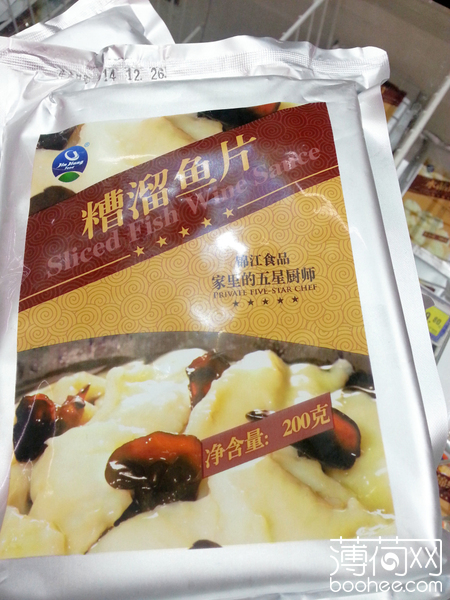 14 12 26
Jin Jiang
Food
糟溜鱼片
Sliced Fish Wine Sauce
锦江食品
家里的五星厨师
PRIVATE FIVE-STAR CHEF
净含量: 200克
薄荷网
boohee.com